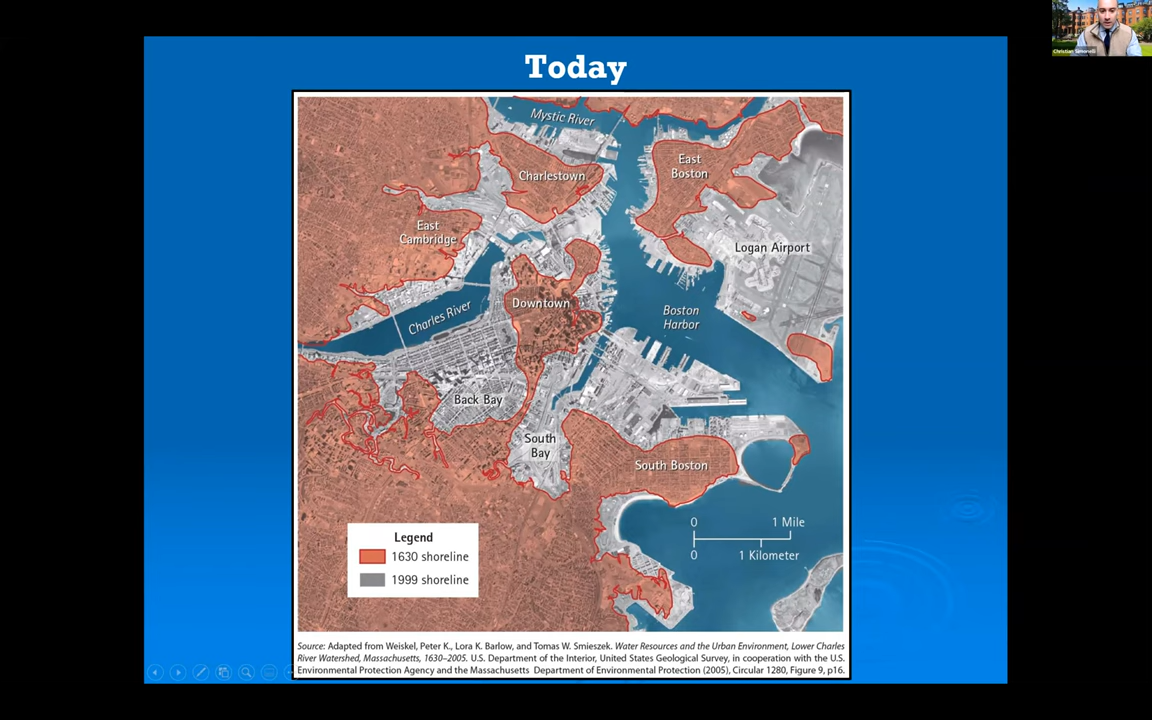 Today
Mystic River
Charlestown
East
Boston
East
Cambridge
Logan Airport
Downtown
Charles River
Boston
Harbor
Back Bay
South
Bay
South Boston
0 1 Mile
0 1 Kilometer
Legend
1630 shoreline
1999 shoreline
Source: Adapted from Weiskel, Peter K., Lora K. Barlow, and Tomas W. Smieszek. Water Resources and the Urban Environment, Lower Charles
River Watershed, Massachusetts, 1630–2005. U.S. Department of the Interior, United States Geological Survey, in cooperation with the U.S.
Environmental Protection Agency and the Massachusetts Department of Environmental Protection (2005), Circular 1280, Figure 9, p16.
Christian Simonelli